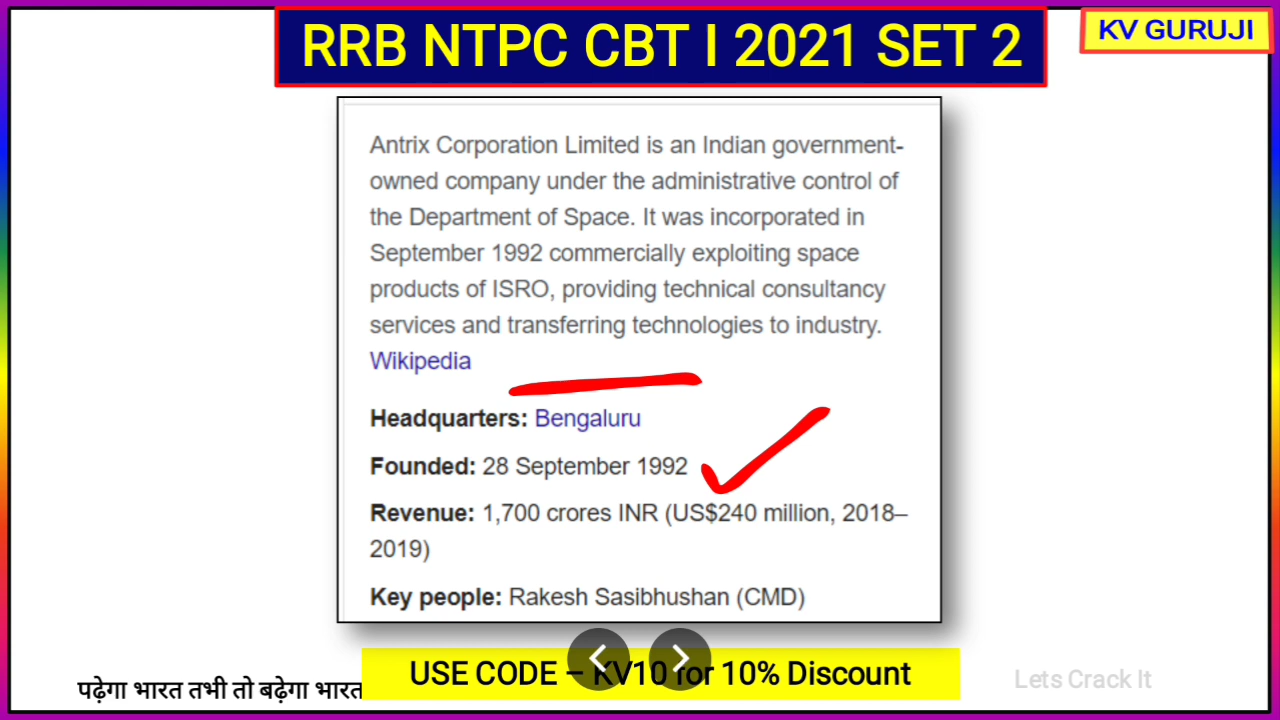 RRB NTPC CBT I 2021 SET 2
KV GURUJI
Antrix Corporation Limited is an Indian government-
owned company under the administrative control of
the Department of Space. It was incorporated in
September 1992 commercially exploiting space
products of ISRO, providing technical consultancy
services and transferring technologies to industry.
Wikipedia
Headquarters: Bengaluru
Founded: 28 September 1992
Revenue: 1,700 crores INR (US$240 million, 2018–
2019)
Key people: Rakesh Sasibhushan (CMD)
USE CODE – KV10 for 10% Discount
पढ़ेगा भारत तभी तो बढ़ेगा भारत
Lets Crack It